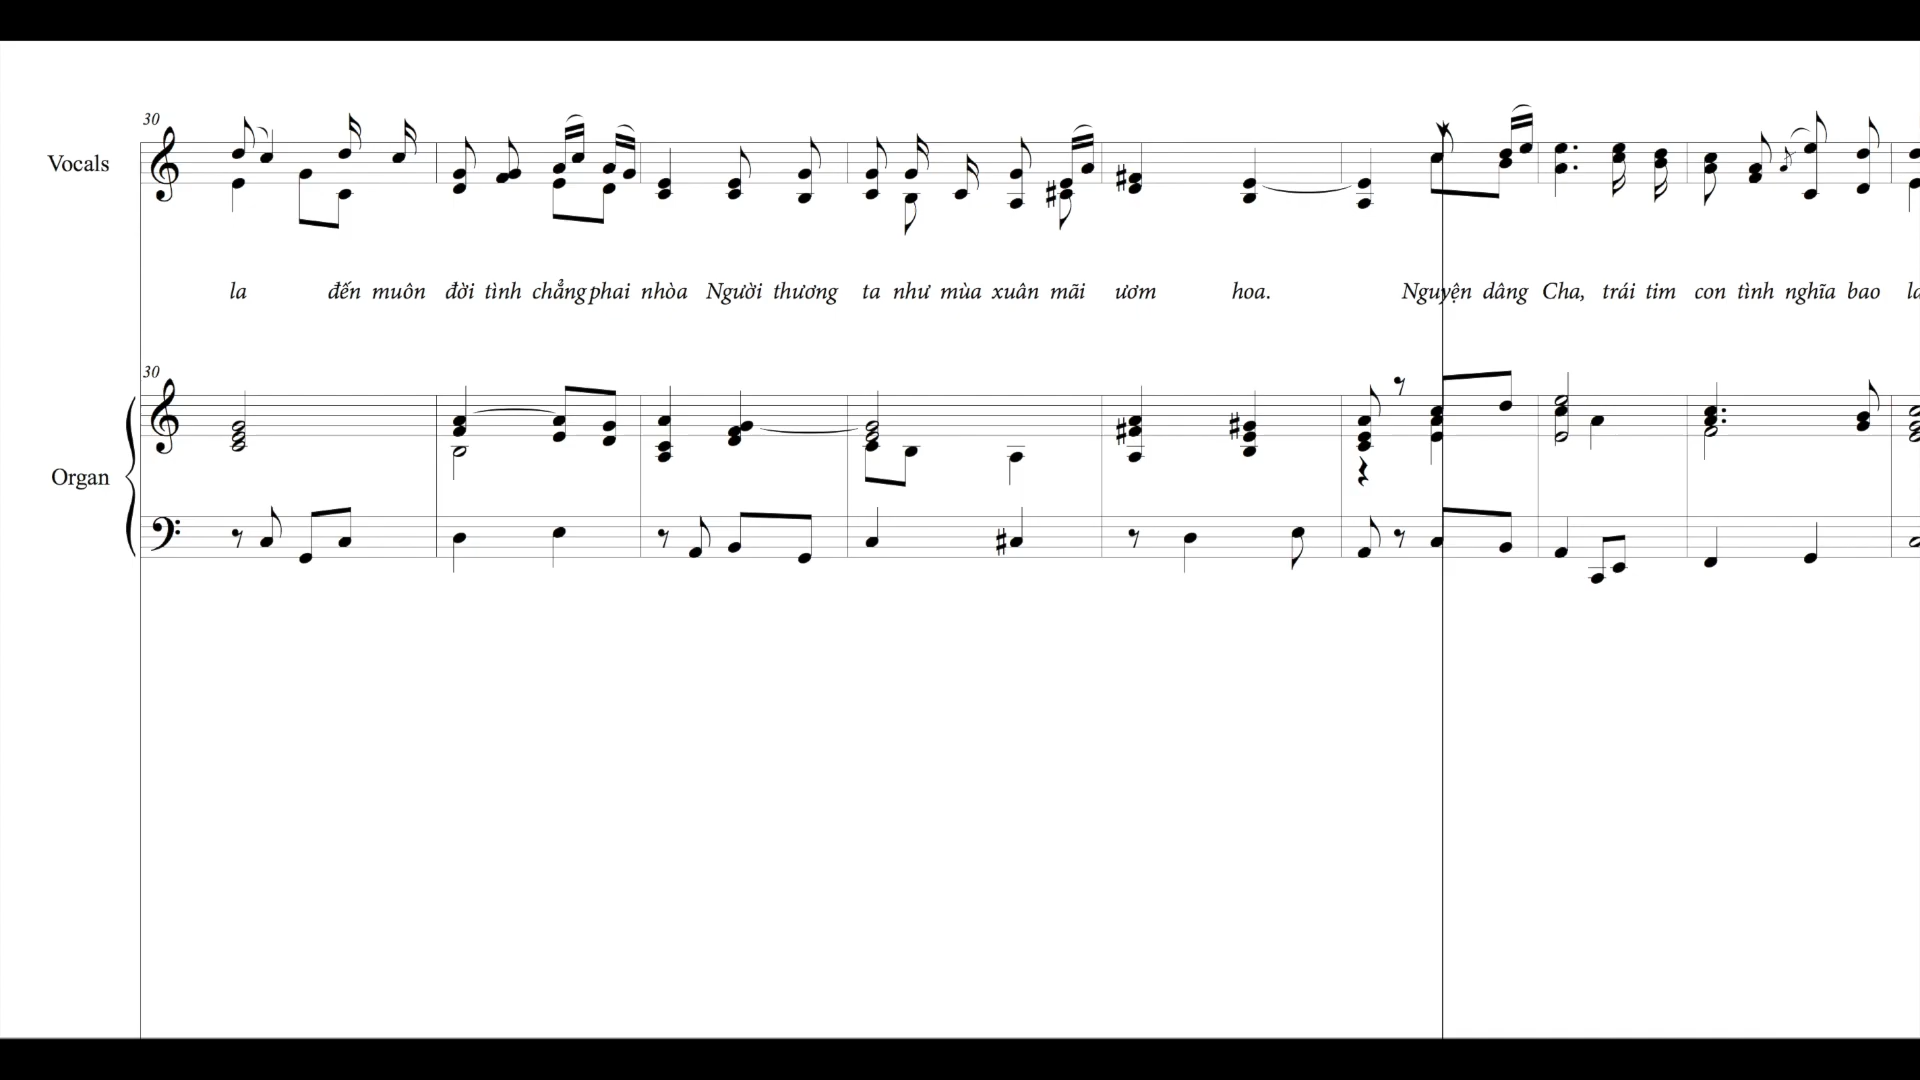 30
Vocals
la đến muôn đời tình chẳng phai nhòa Người thương ta như mùa xuân mãi ươm hoa. Nguyện dâng Cha, trái tim con tình nghĩa bao
30
Organ